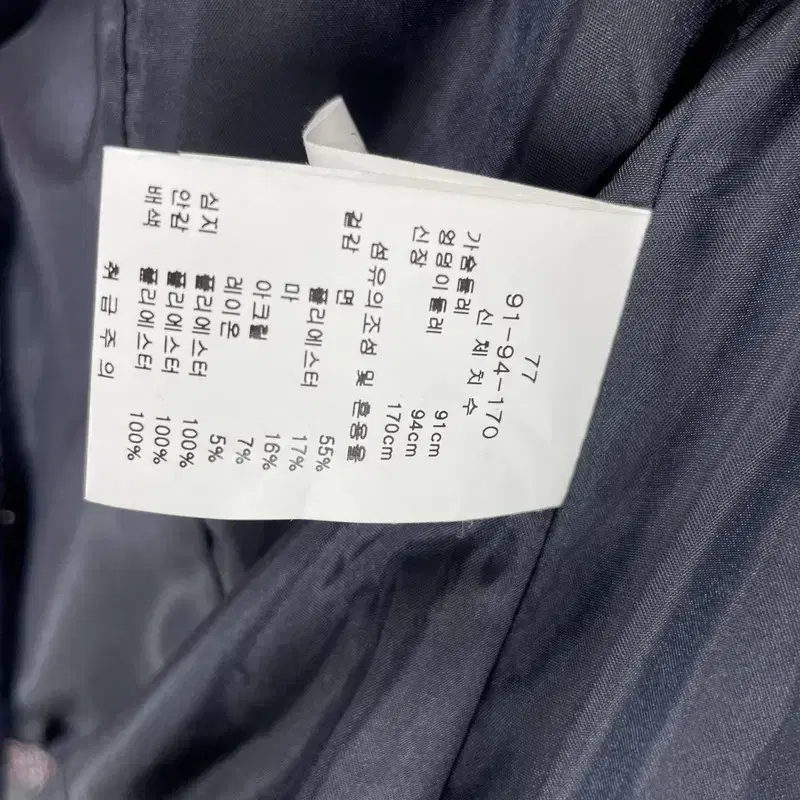 77
91-94-170
신 체 치 수
가슴둘레 91cm
엉덩이둘레 94cm
신장 170cm
섬유의 조성 및 혼용율
겉감 면 55%
폴리에스터 17%
마 16%
아크릴 7%
레이온 5%
심지 폴리에스터 100%
안감 폴리에스터 100%
배색 폴리에스터 100%
취 급 주 의